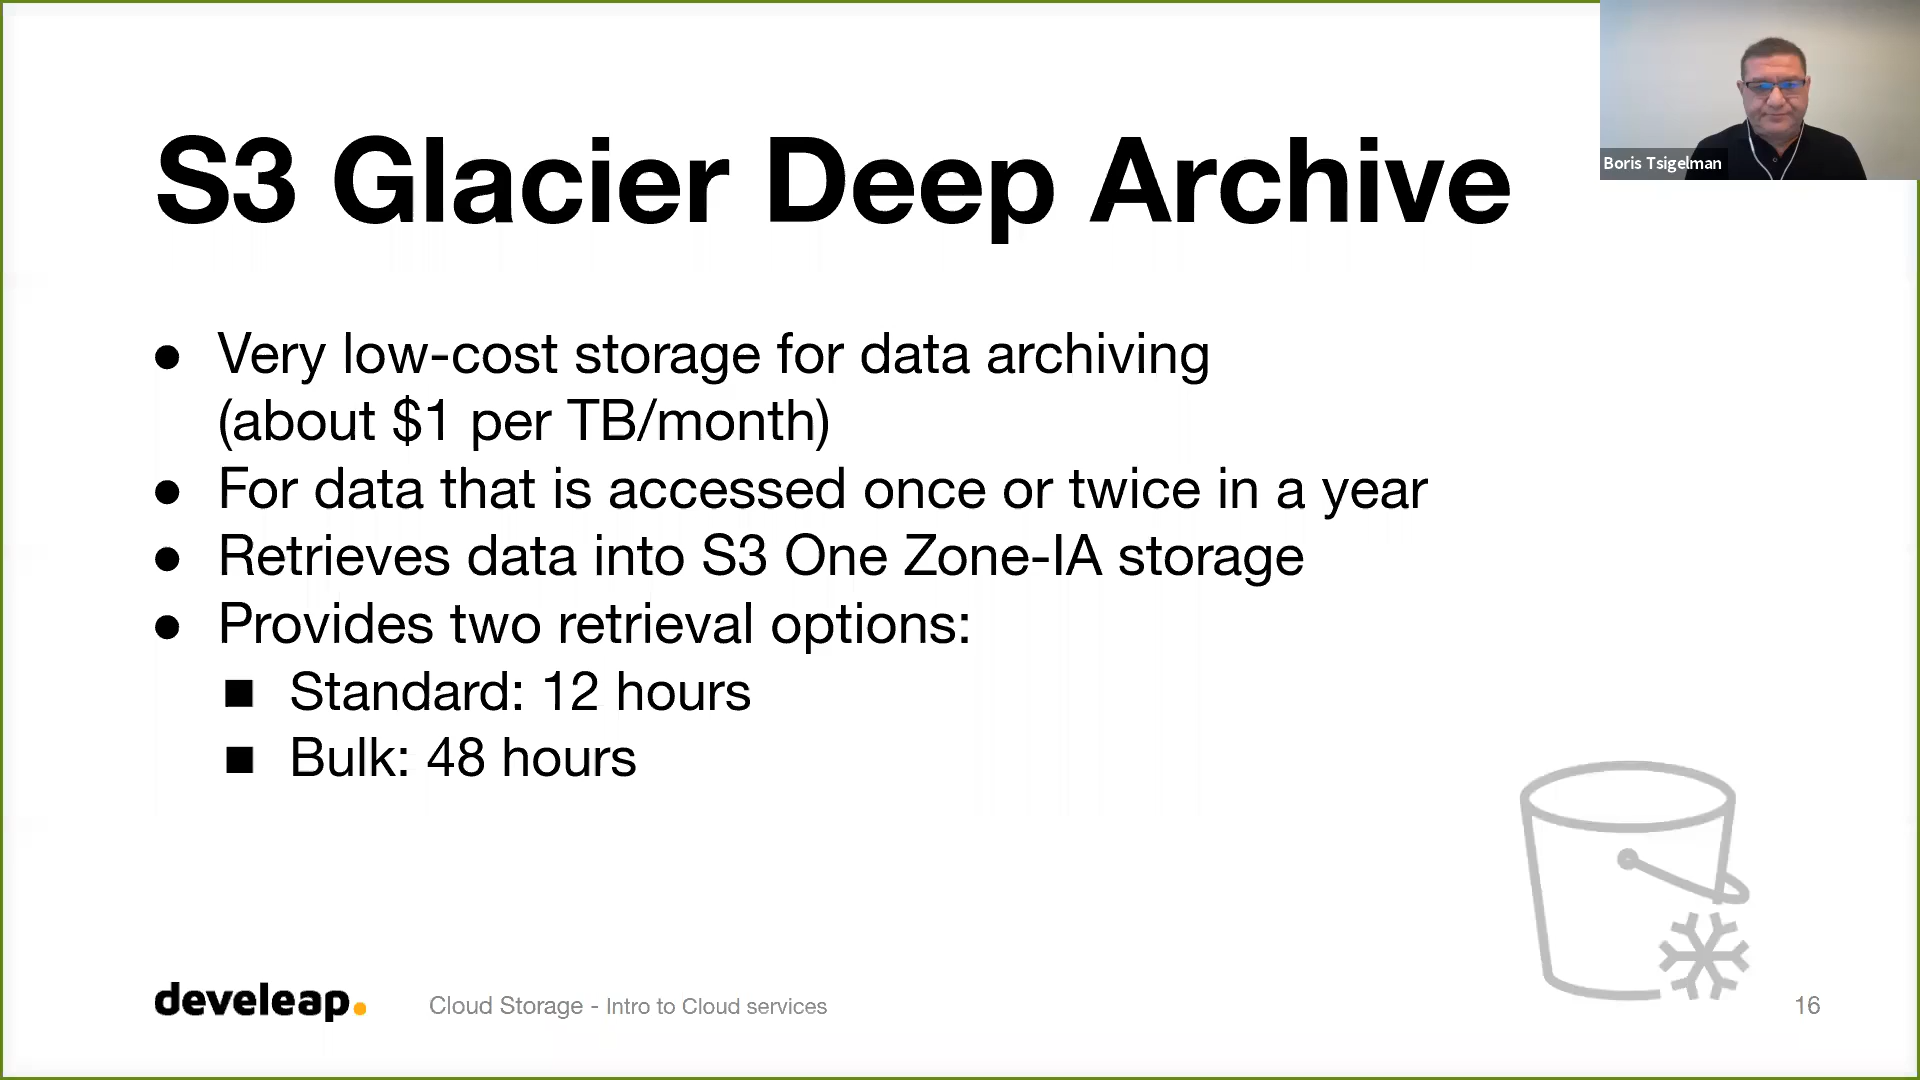 S3 Glacier Deep Archive
Boris Tsigelman
● Very low-cost storage for data archiving
(about $1 per TB/month)
● For data that is accessed once or twice in a year
● Retrieves data into S3 One Zone-IA storage
● Provides two retrieval options:
■ Standard: 12 hours
■ Bulk: 48 hours
develeap.
Cloud Storage - Intro to Cloud services
16